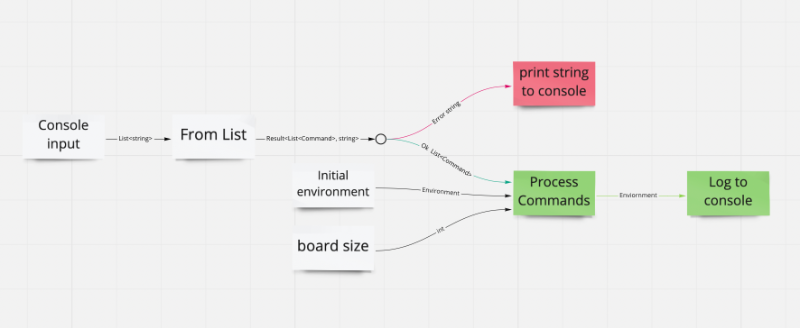 print string
to console
Error string
Console
input
List<string>
From List
Result<List<Command>, string>
Ok List<Command>
Initial
environment
Environment
Process
Commands
Enviornment
Log to
console
board size
int